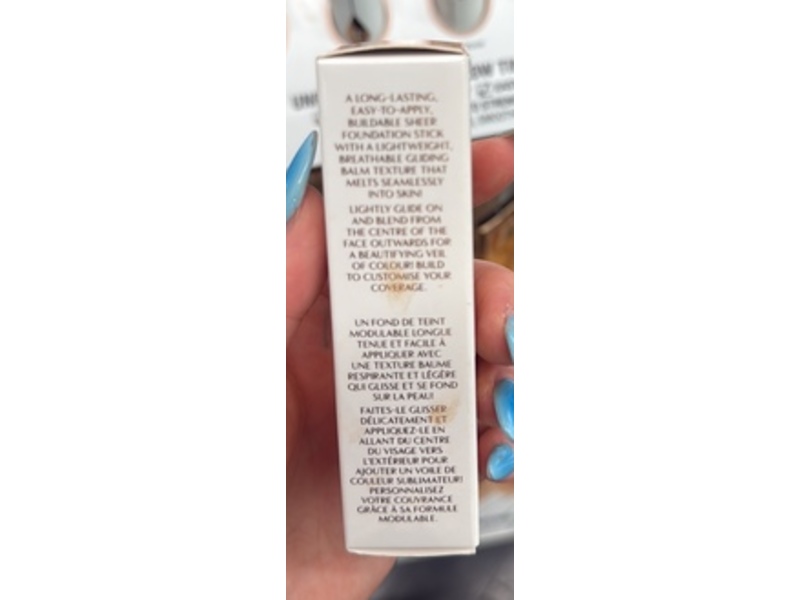 A LONG-LASTING,
EASY-TO-APPLY,
BUILDABLE SHEER
FOUNDATION STICK
WITH A LIGHTWEIGHT,
BREATHABLE GLIDING
BALM TEXTURE THAT
MELTS SEAMLESSLY
INTO SKIN!
LIGHTLY GLIDE ON
AND BLEND FROM
THE CENTRE OF THE
FACE OUTWARDS FOR
A BEAUTIFYING VEIL
OF COLOUR! BUILD
TO CUSTOMISE YOUR
COVERAGE.
UN FOND DE TEINT
MODULABLE LONGUE
TENUE ET FACILE À
APPLIQUER AVEC
UNE TEXTURE BAUME
RESPIRANTE ET LÉGÈRE
QUI GLISSE ET SE FOND
SUR LA PEAU!
FAITES-LE GLISSER
DÉLICATEMENT ET
APPLIQUEZ-LE EN
ALLANT DU CENTRE
DU VISAGE VERS
L'EXTÉRIEUR POUR
AJOUTER UN VOILE DE
COULEUR SUBLIMATEUR!
PERSONNALISEZ
VOTRE COUVRANCE
GRÂCE À SA FORMULE
MODULABLE.